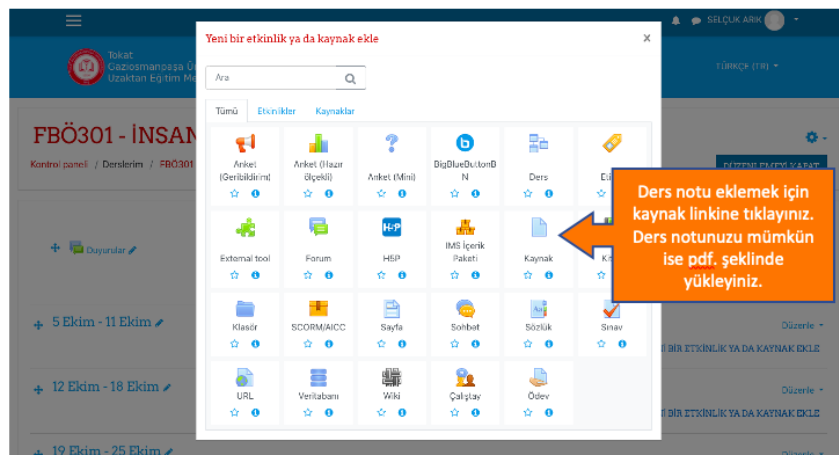 SELÇUK ARIK
Tokat
Gaziosmanpaşa Ü
Uzaktan Eğitim Me
TÜRKÇE (TR)
Yeni bir etkinlik ya da kaynak ekle
x
Ara
Tümü Etkinlikler Kaynaklar
FBÖ301 - İNSAN
Kontrol paneli / Derslerim / FBÖ301
DÜZENLEMEYİ KAPAT
Anket (Geribildirim)
Anket (Hazır ölçekli)
Anket (Mini)
BigBlueButtonB
N
Ders
Eti
External tool
Forum
H5P
H5P
IMS İçerik
Paketi
Kaynak
Kit
Klasör
SCORM/AICC
Sayfa
Sohbet
Sözlük
Sınav
URL
Veritabanı
Wiki
Çalıştay
Ödev
Ders notu eklemek için
kaynak linkine tıklayınız.
Ders notunuzu mümkün
ise pdf. şeklinde
yükleyiniz.
Duyurular
5 Ekim - 11 Ekim
Düzenle
İ BİR ETKİNLİK YA DA KAYNAK EKLE
12 Ekim - 18 Ekim
Düzenle
İ BİR ETKİNLİK YA DA KAYNAK EKLE
19 Ekim - 25 Ekim
Düzenle